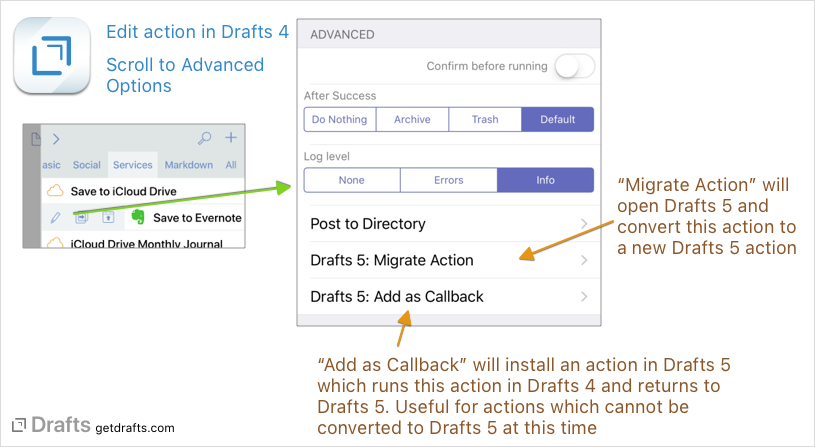 Edit action in Drafts 4
Scroll to Advanced
Options
asic Social Services Markdown All
Save to iCloud Drive
Save to Evernote
iCloud Drive Monthly Journal
ADVANCED
Confirm before running
After Success
Do Nothing Archive Trash Default
Log level
None Errors Info
Post to Directory
Drafts 5: Migrate Action
Drafts 5: Add as Callback
“Migrate Action” will
open Drafts 5 and
convert this action to
a new Drafts 5 action
“Add as Callback” will install an action in Drafts 5
which runs this action in Drafts 4 and returns to
Drafts 5. Useful for actions which cannot be
converted to Drafts 5 at this time
Drafts getdrafts.com